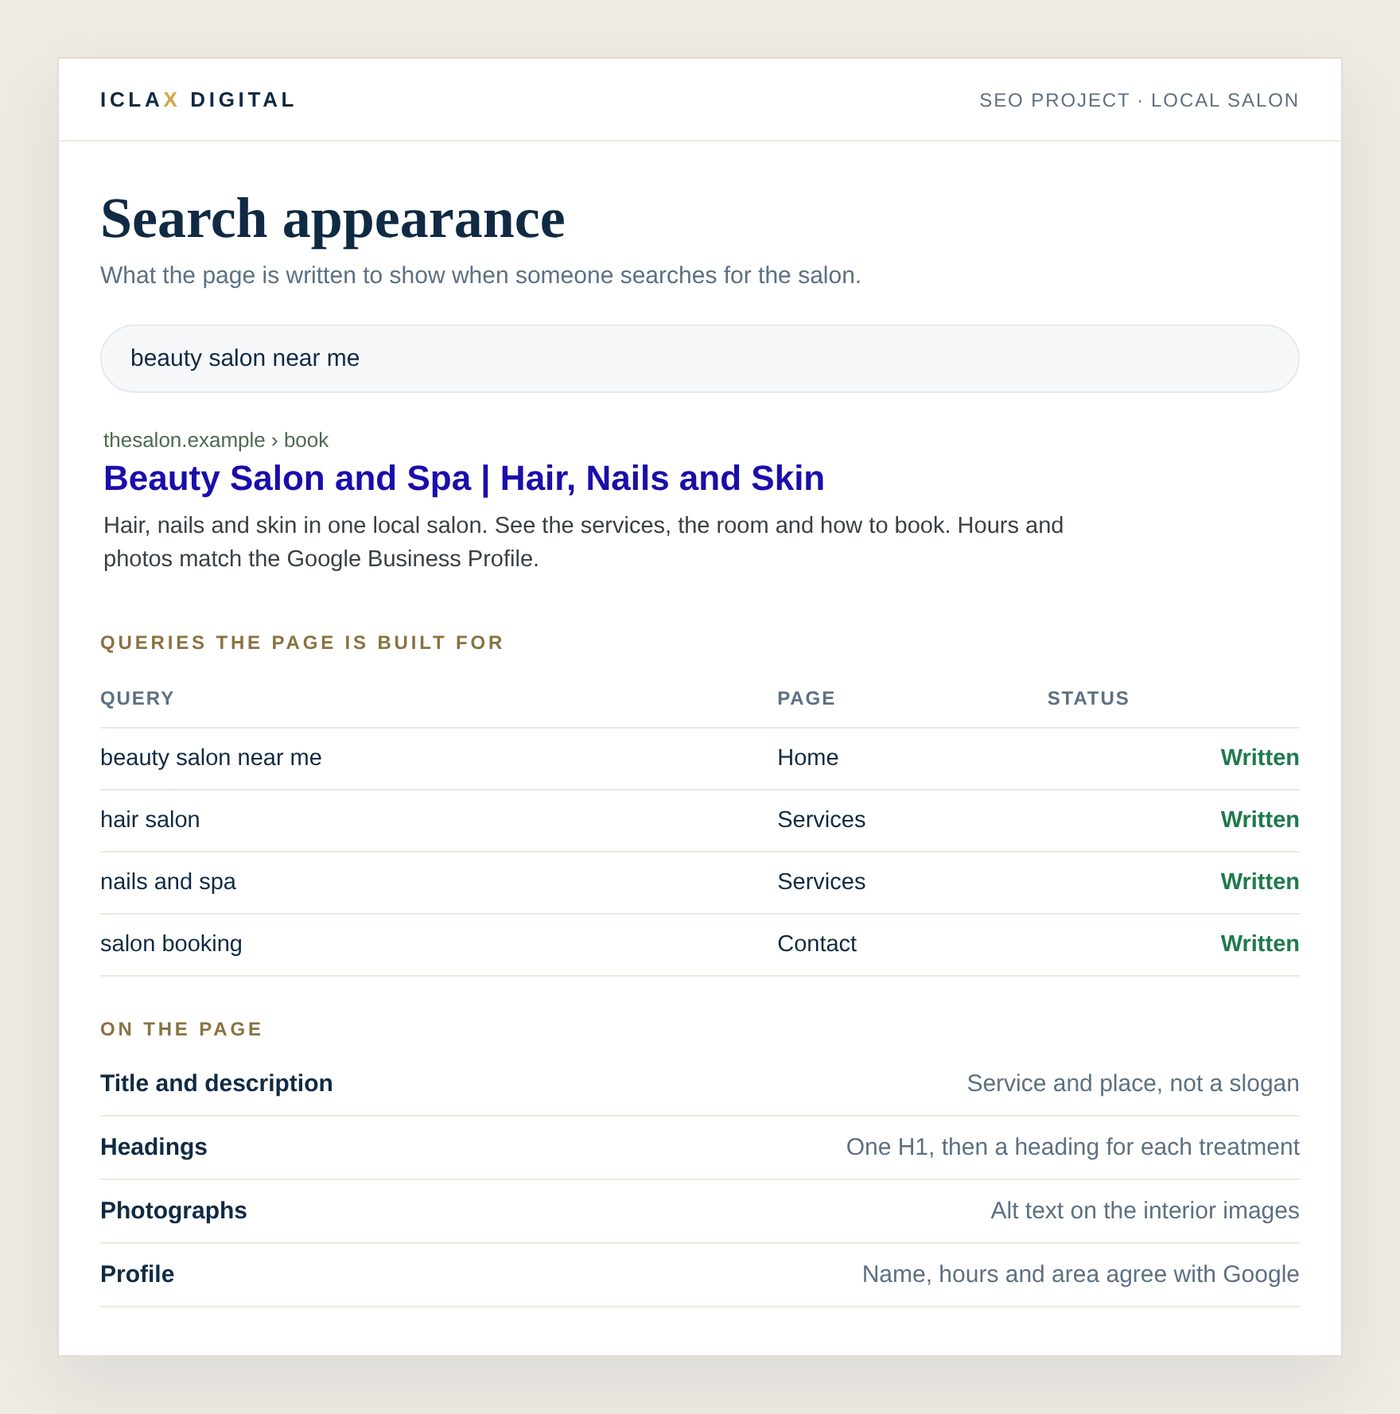 ICLAX DIGITAL
SEO PROJECT · LOCAL SALON
Search appearance
What the page is written to show when someone searches for the salon.
beauty salon near me
thesalon.example › book
Beauty Salon and Spa | Hair, Nails and Skin
Hair, nails and skin in one local salon. See the services, the room and how to book. Hours and
photos match the Google Business Profile.
QUERIES THE PAGE IS BUILT FOR
QUERY PAGE STATUS
beauty salon near me Home Written
hair salon Services Written
nails and spa Services Written
salon booking Contact Written
ON THE PAGE
Title and description Service and place, not a slogan
Headings One H1, then a heading for each treatment
Photographs Alt text on the interior images
Profile Name, hours and area agree with Google